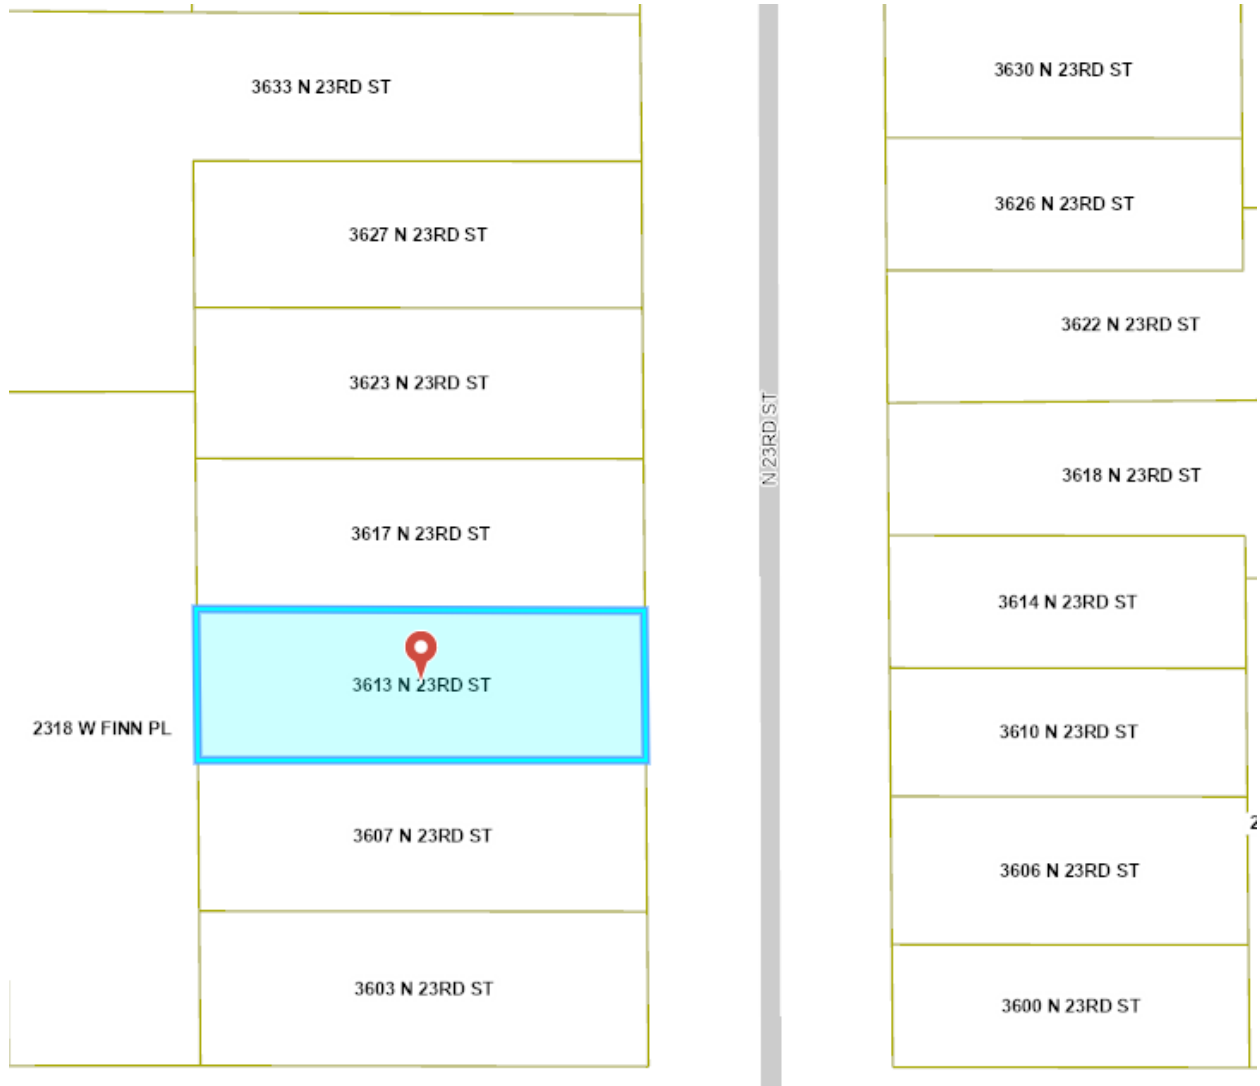 3633 N 23RD ST
3627 N 23RD ST
3623 N 23RD ST
3617 N 23RD ST
3613 N 23RD ST
2318 W FINN PL
3607 N 23RD ST
3603 N 23RD ST
N 23RD ST
3630 N 23RD ST
3626 N 23RD ST
3622 N 23RD ST
3618 N 23RD ST
3614 N 23RD ST
3610 N 23RD ST
2
3606 N 23RD ST
3600 N 23RD ST